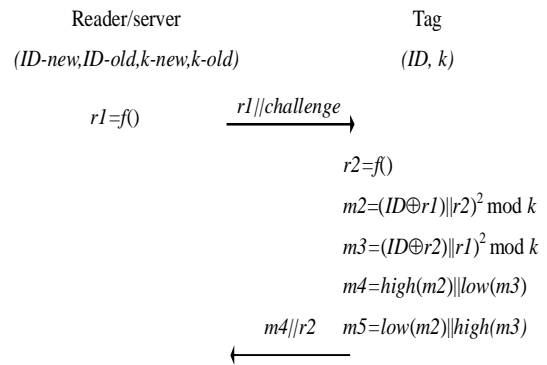 Reader/server Tag
(ID-new,ID-old,k-new,k-old) (ID, k)
r1=f() r1//challenge
r2=f()
m2=(ID⊕r1)||r2)² mod k
m3=(ID⊕r2)||r1)² mod k
m4=high(m2)||low(m3)
m4//r2 m5=low(m2)||high(m3)